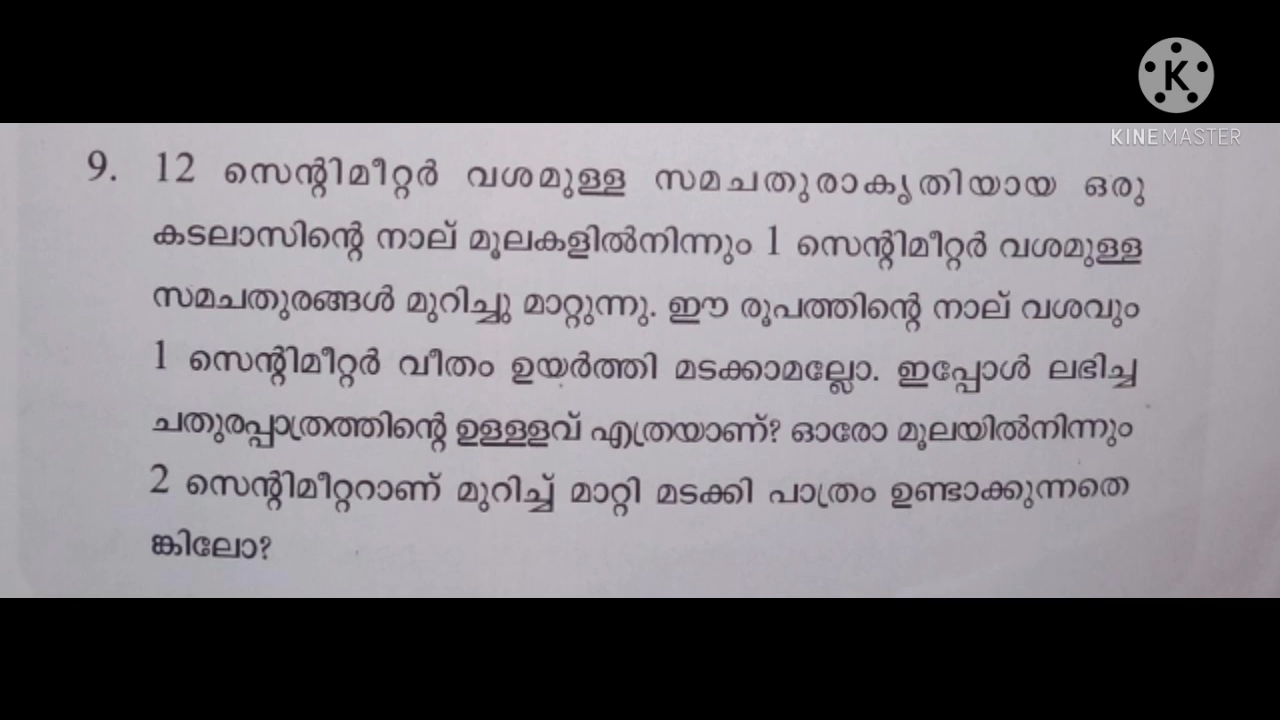 KINEMASTER
9. 12 സെന്റിമീറ്റർ വശമുള്ള സമചതുരാകൃതിയായ ഒരു
കടലാസിന്റെ നാല് മൂലകളിൽനിന്നും 1 സെന്റിമീറ്റർ വശമുള്ള
സമചതുരങ്ങൾ മുറിച്ചു മാറ്റുന്നു. ഈ രൂപത്തിന്റെ നാല് വശവും
1 സെന്റിമീറ്റർ വീതം ഉയർത്തി മടക്കാമല്ലോ. ഇപ്പോൾ ലഭിച്ച
ചതുരപ്പാത്രത്തിന്റെ ഉള്ളളവ് എത്രയാണ്? ഓരോ മൂലയിൽനിന്നും
2 സെന്റിമീറ്ററാണ് മുറിച്ച് മാറ്റി മടക്കി പാത്രം ഉണ്ടാക്കുന്നതെ
ങ്കിലോ?